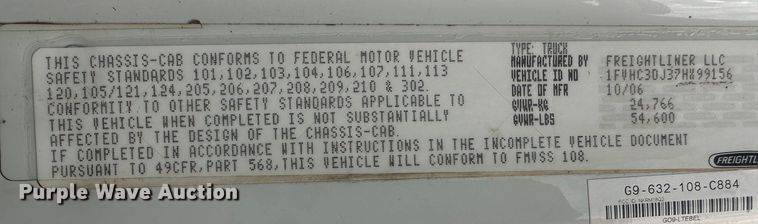 THIS CHASSIS-CAB CONFORMS TO FEDERAL MOTOR VEHICLE
SAFETY STANDARDS 101,102,103,104,106,107,111,113
120,105/121,124,205,206,207,208,209,210 & 302.
CONFORMITY TO OTHER SAFETY STANDARDS APPLICABLE TO
THIS VEHICLE WHEN COMPLETED IS NOT SUBSTANTIALLY
AFFECTED BY THE DESIGN OF THE CHASSIS-CAB.
IF COMPLETED IN ACCORDANCE WITH INSTRUCTIONS IN THE INCOMPLETE VEHICLE DOCUMENT
PURSUANT TO 49CFR,PART 568,THIS VEHICLE WILL CONFORM TO FMVSS 108.
TYPE: TRUCK
MANUFACTURED BY FREIGHTLINER LLC
VEHICLE ID NO 1FVHC3DJ37HX99156
DATE OF MFR 10/06
GVWR-KG 24,766
GVWR-LBS 54,600
FREIGHTL
G9-632-108-C884
GO9-LTEBEL
Purple Wave Auction